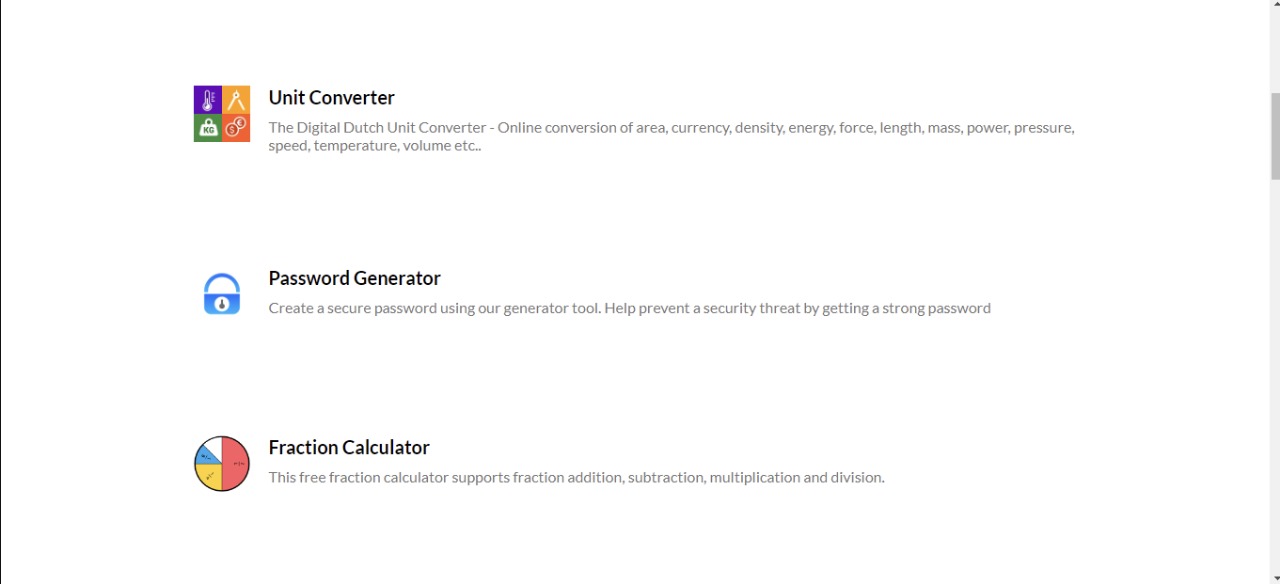 Unit Converter
The Digital Dutch Unit Converter - Online conversion of area, currency, density, energy, force, length, mass, power, pressure,
speed, temperature, volume etc..
KG
$ €
Password Generator
Create a secure password using our generator tool. Help prevent a security threat by getting a strong password
Fraction Calculator
This free fraction calculator supports fraction addition, subtraction, multiplication and division.